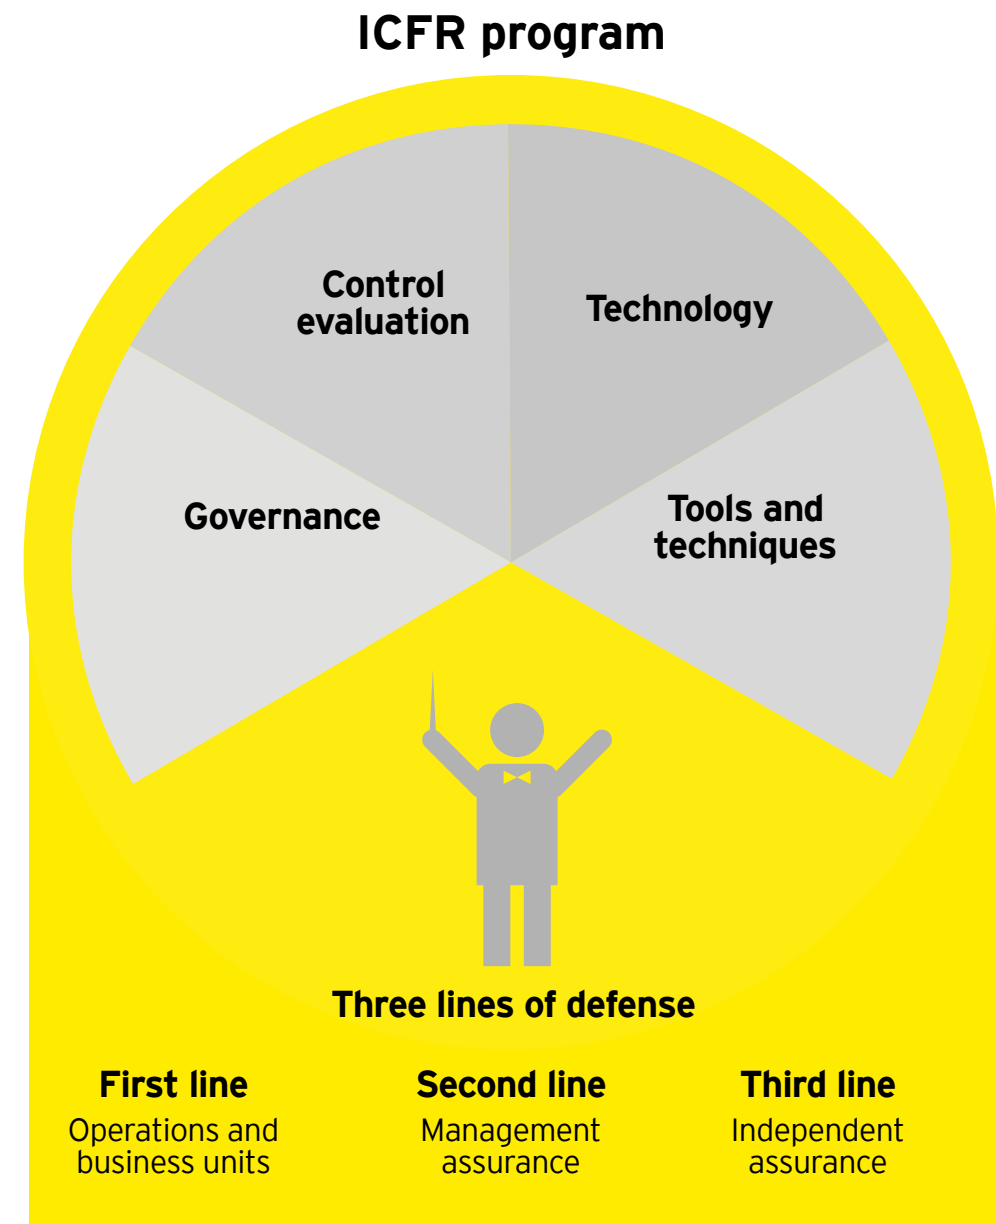 ICFR program
Control
evaluation
Technology
Governance
Tools and
techniques
Three lines of defense
First line
Operations and
business units
Second line
Management
assurance
Third line
Independent
assurance